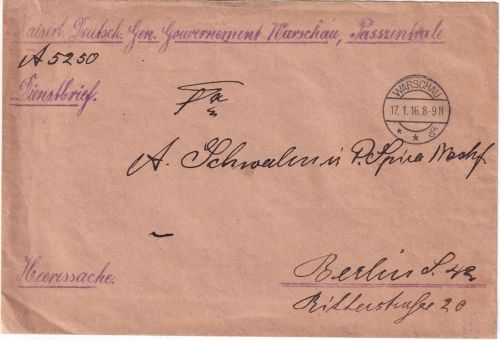 Kaiserl. Deutsch. Gen. Gouvernement Warschau, Passzentrale
A 5250
Dienstbrief.
Fa
WARSCHAU
17.1.16.8-9N
* * c
A. Schwalm u P. Spira Nachf.
Heeressache.
Berlin S. 42
Ritterstraße 20